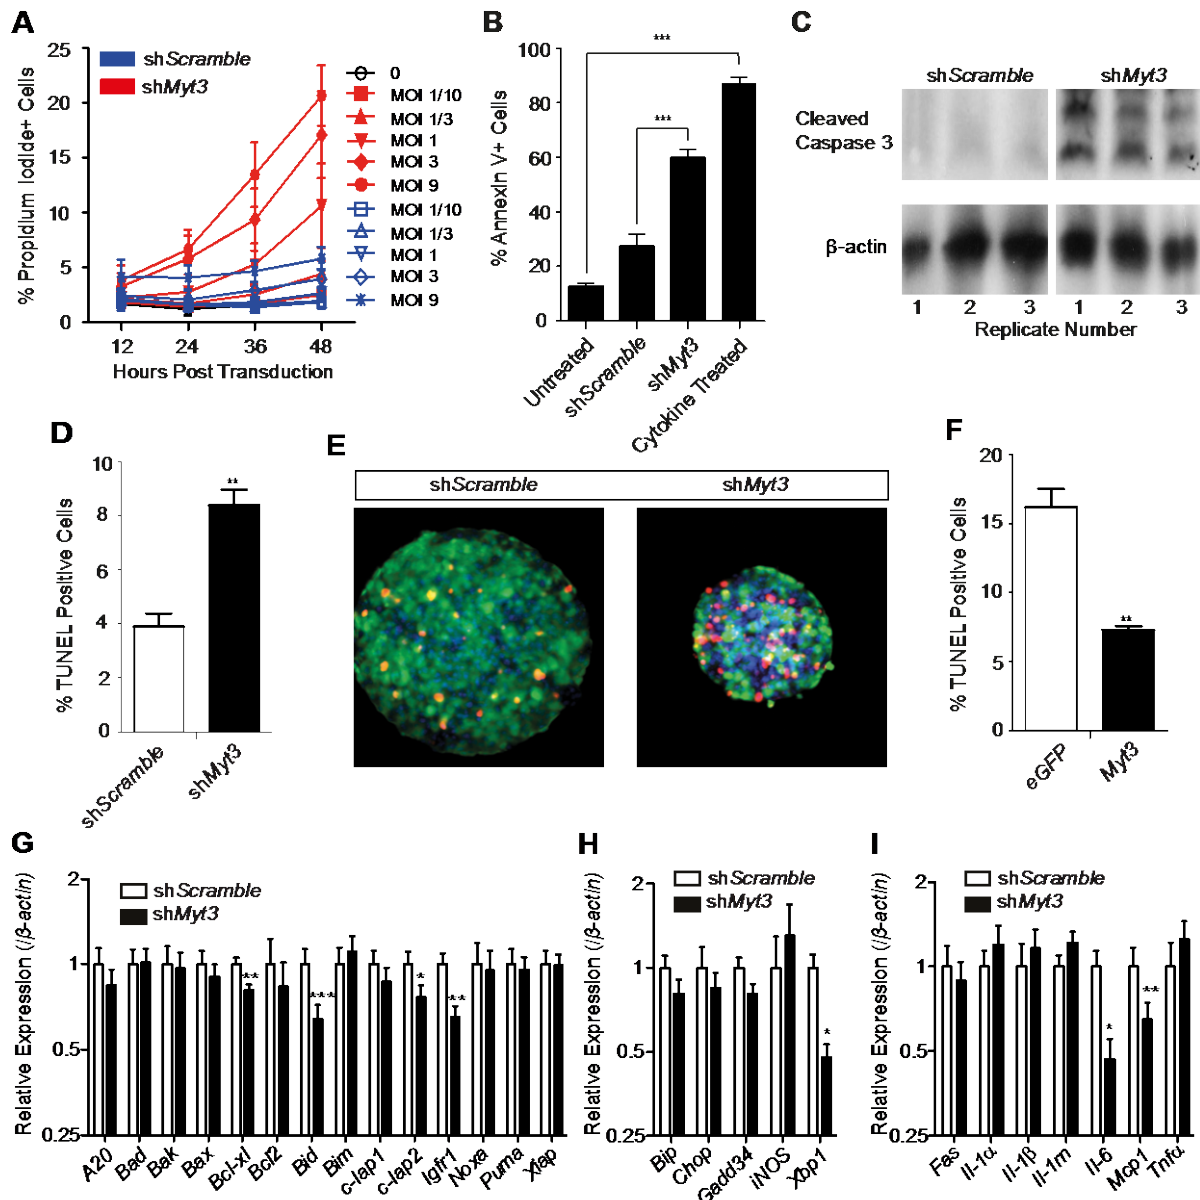 A
25
20
15
10
5
0
% Propidium Iodide+ Cells
shScramble
shMyt3
12 24 36 48
Hours Post Transduction
0
MOI 1/10
MOI 1/3
MOI 1
MOI 3
MOI 9
MOI 1/10
MOI 1/3
MOI 1
MOI 3
MOI 9
B
100
80
60
40
20
0
% Annexin V+ Cells
***
***
Untreated
shScramble
shMyt3
Cytokine Treated
C
shScramble shMyt3
Cleaved
Caspase 3
β-actin
1 2 3 1 2 3
Replicate Number
D
10
8
6
4
2
0
% TUNEL Positive Cells
**
shScramble
shMyt3
E
shScramble shMyt3
F
20
15
10
5
0
% TUNEL Positive Cells
**
eGFP
Myt3
G
2
1
0.5
0.25
Relative Expression (/β-actin)
shScramble
shMyt3
**
***
*
**
A20
Bad
Bak
Bax
Bcl-xl
Bcl2
Bid
Bim
c-Iap1
c-Iap2
Igfr1
Noxa
Puma
Xiap
H
2
1
0.5
0.25
Relative Expression (/β-actin)
shScramble
shMyt3
*
Bip
Chop
Gadd34
iNOS
Xbp1
I
2
1
0.5
0.25
Relative Expression (/β-actin)
shScramble
shMyt3
*
**
Fas
Il-1α
Il-1β
Il-1rn
Il-6
Mcp1
Tnfα